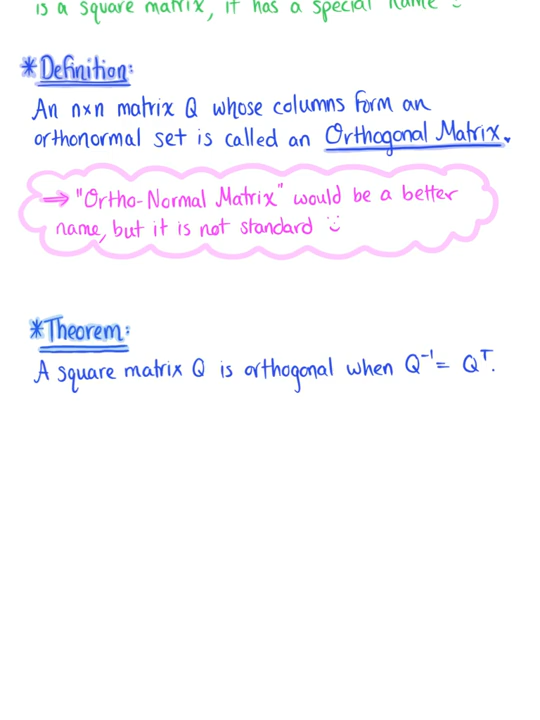 is a square matrix, it has a special name
*Definition:
An n×n matrix Q whose columns form an
orthonormal set is called an Orthogonal Matrix.
⇒ "Ortho-Normal Matrix" would be a better
name, but it is not standard
*Theorem:
A square matrix Q is orthogonal when Q⁻¹ = Qᵀ.